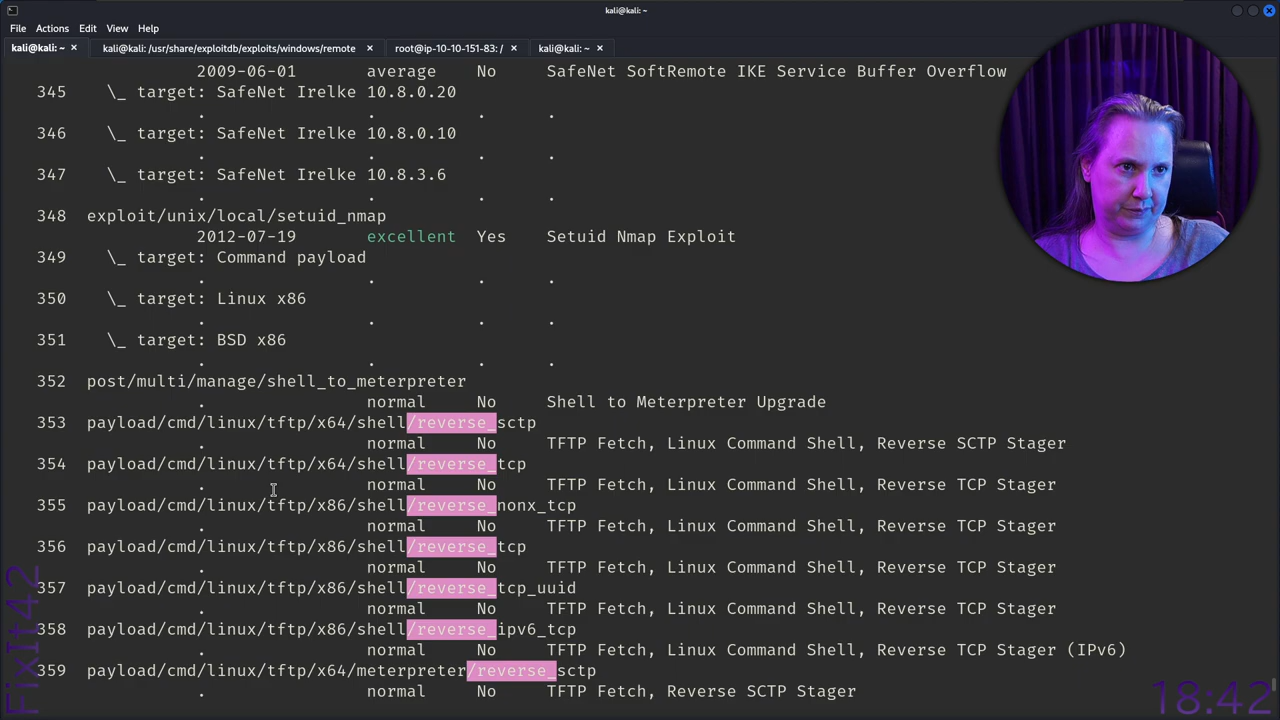 kali@kali: ~
File Actions Edit View Help
kali@kali: ~ × kali@kali: /usr/share/exploitdb/exploits/windows/remote × root@ip-10-10-151-83: / × kali@kali: ~ ×
2009-06-01 average No SafeNet SoftRemote IKE Service Buffer Overflow
345 \_ target: SafeNet Irelke 10.8.0.20
. . . .
346 \_ target: SafeNet Irelke 10.8.0.10
. . . .
347 \_ target: SafeNet Irelke 10.8.3.6
. . . .
348 exploit/unix/local/setuid_nmap
2012-07-19 excellent Yes Setuid Nmap Exploit
349 \_ target: Command payload
. . . .
350 \_ target: Linux x86
. . . .
351 \_ target: BSD x86
. . . .
352 post/multi/manage/shell_to_meterpreter
. normal No Shell to Meterpreter Upgrade
353 payload/cmd/linux/tftp/x64/shell/reverse_sctp
. normal No TFTP Fetch, Linux Command Shell, Reverse SCTP Stager
354 payload/cmd/linux/tftp/x64/shell/reverse_tcp
. normal No TFTP Fetch, Linux Command Shell, Reverse TCP Stager
355 payload/cmd/linux/tftp/x86/shell/reverse_nonx_tcp
. normal No TFTP Fetch, Linux Command Shell, Reverse TCP Stager
356 payload/cmd/linux/tftp/x86/shell/reverse_tcp
. normal No TFTP Fetch, Linux Command Shell, Reverse TCP Stager
357 payload/cmd/linux/tftp/x86/shell/reverse_tcp_uuid
. normal No TFTP Fetch, Linux Command Shell, Reverse TCP Stager
358 payload/cmd/linux/tftp/x86/shell/reverse_ipv6_tcp
. normal No TFTP Fetch, Linux Command Shell, Reverse TCP Stager (IPv6)
359 payload/cmd/linux/tftp/x64/meterpreter/reverse_sctp
. normal No TFTP Fetch, Reverse SCTP Stager
FixIt42
18:42